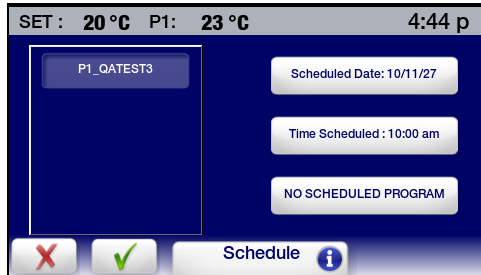 SET : 20 °C P1: 23 °C 4:44 p
P1_QATEST3
Scheduled Date: 10/11/27
Time Scheduled : 10:00 am
NO SCHEDULED PROGRAM
Schedule i